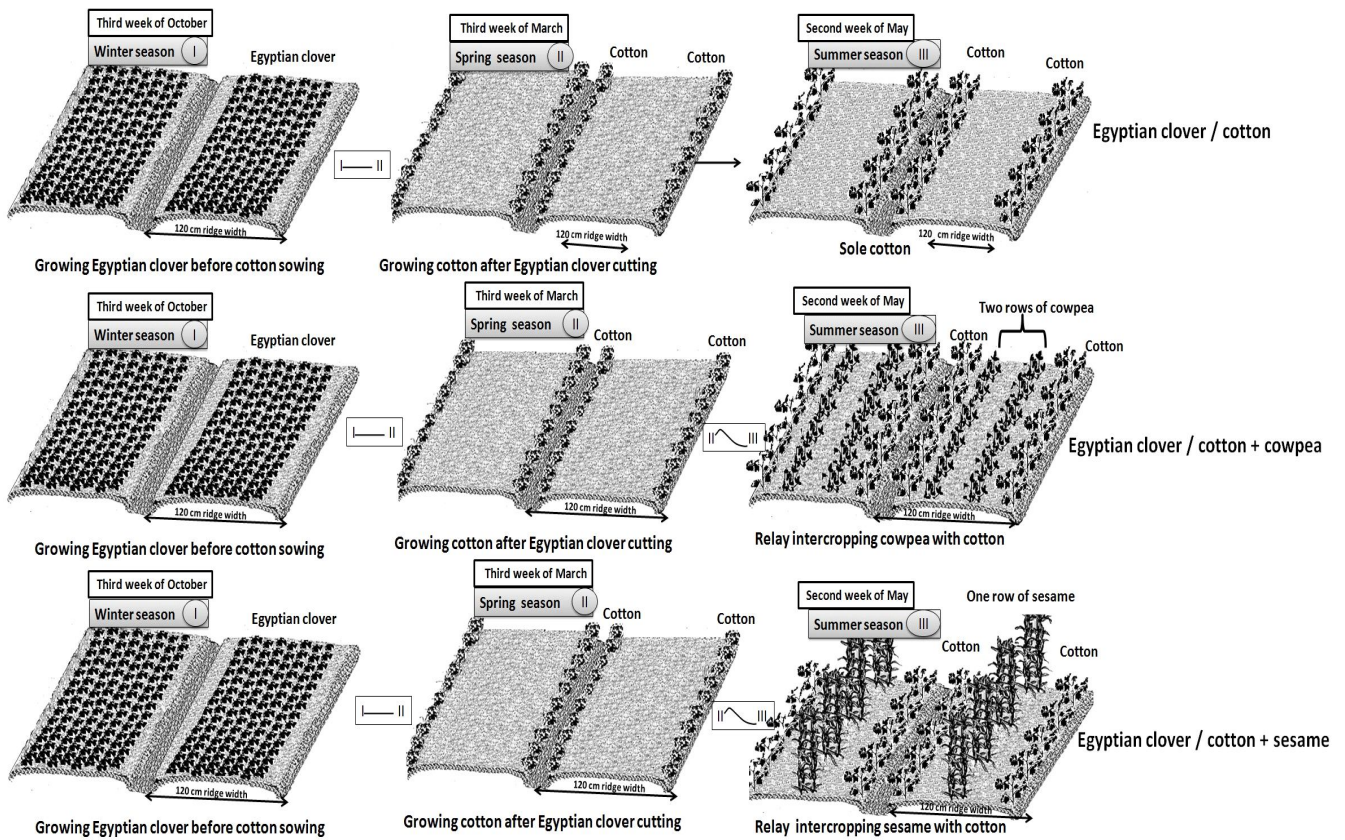 Third week of October
Winter season I
Egyptian clover
120 cm ridge width
Growing Egyptian clover before cotton sowing
I II
Third week of March
Spring season II
Cotton
Cotton
120 cm ridge width
Growing cotton after Egyptian clover cutting
Second week of May
Summer season III
Cotton
Cotton
120 cm ridge width
Sole cotton
Egyptian clover / cotton
Third week of October
Winter season I
Egyptian clover
120 cm ridge width
Growing Egyptian clover before cotton sowing
I II
Third week of March
Spring season II
Cotton
Cotton
120 cm ridge width
Growing cotton after Egyptian clover cutting
II III
Second week of May
Summer season III
Cotton
Two rows of cowpea
Cotton
120 cm ridge width
Relay intercropping cowpea with cotton
Egyptian clover / cotton + cowpea
Third week of October
Winter season I
Egyptian clover
120 cm ridge width
Growing Egyptian clover before cotton sowing
I II
Third week of March
Spring season II
Cotton
Cotton
120 cm ridge width
Growing cotton after Egyptian clover cutting
II III
Second week of May
Summer season III
Cotton
One row of sesame
Cotton
120 cm ridge width
Relay intercropping sesame with cotton
Egyptian clover / cotton + sesame